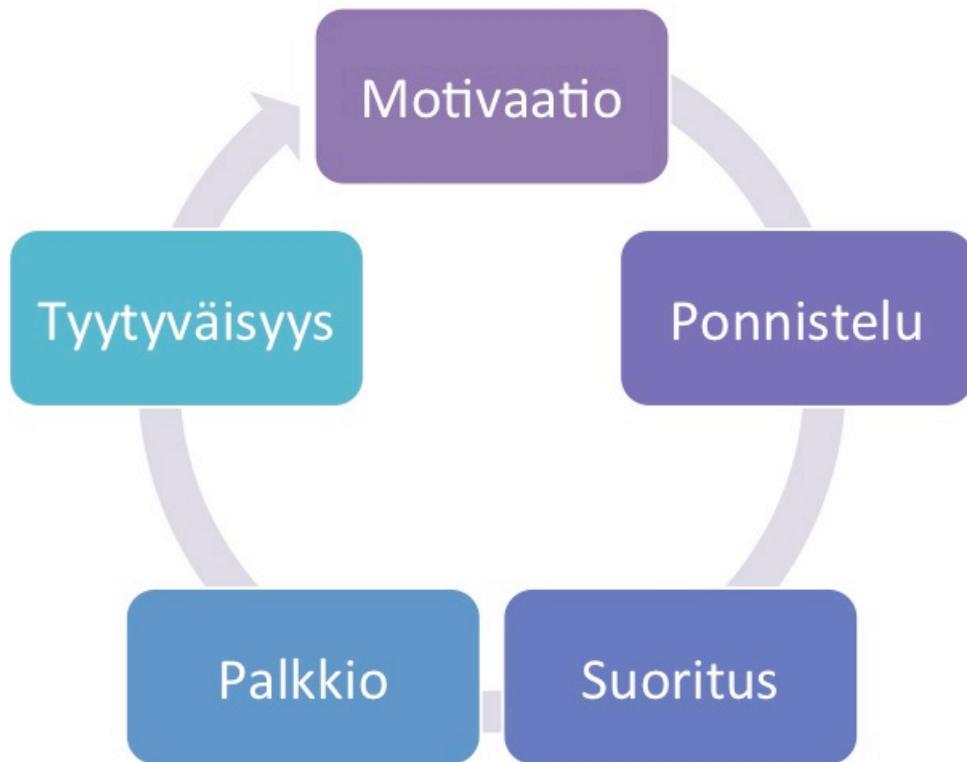 Motivaatio
Ponnistelu
Suoritus
Palkkio
Tyytyväisyys